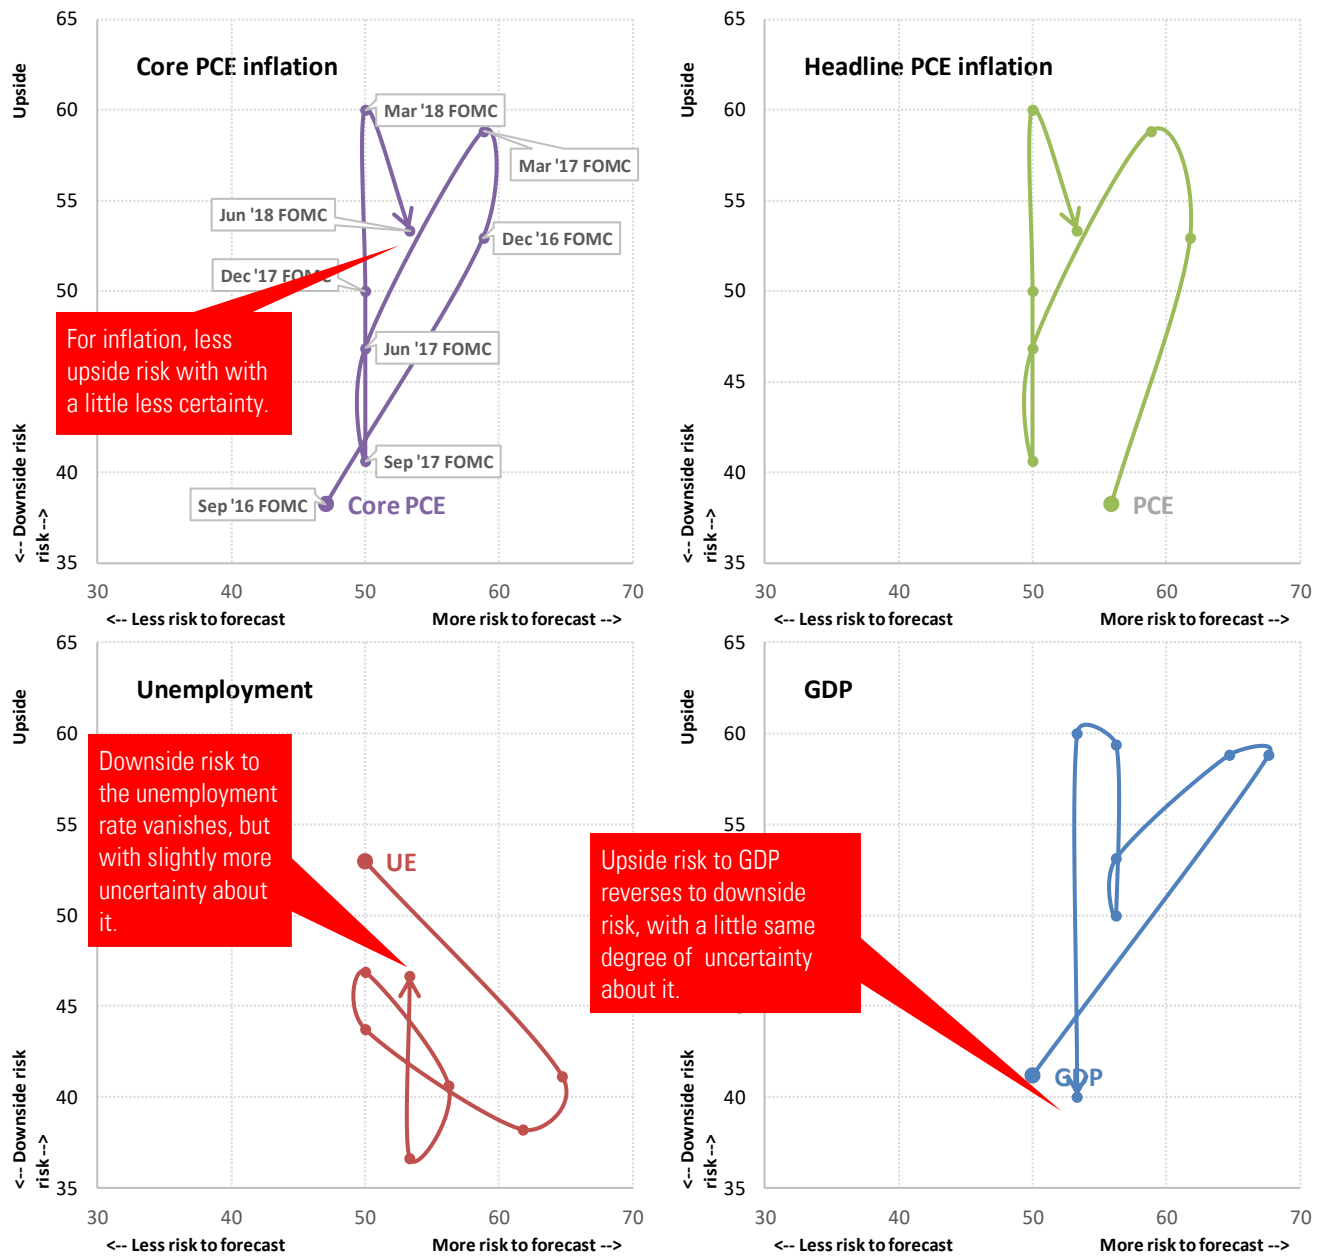 65
60
55
50
45
40
35
30
40
50
60
70
Upside
<-- Downside risk
risk-->
Core PCE inflation
Mar '18 FOMC
Mar '17 FOMC
Jun '18 FOMC
Dec '16 FOMC
Dec '17 FOMC
Jun '17 FOMC
Sep '17 FOMC
Sep '16 FOMC
Core PCE
For inflation, less
upside risk with with
a little less certainty.
<-- Less risk to forecast
More risk to forecast -->
65
60
55
50
45
40
35
30
40
50
60
70
Upside
<-- Downside risk
risk-->
Headline PCE inflation
PCE
<-- Less risk to forecast
More risk to forecast -->
65
60
55
50
45
40
35
30
40
50
60
70
Upside
<-- Downside risk
risk-->
Unemployment
Downside risk to
the unemployment
rate vanishes, but
with slightly more
uncertainty about
it.
UE
<-- Less risk to forecast
More risk to forecast -->
65
60
55
40
35
30
40
50
60
70
Upside
<-- Downside risk
risk-->
GDP
Upside risk to GDP
reverses to downside
risk, with a little same
degree of  uncertainty
about it.
GDP
<-- Less risk to forecast
More risk to forecast -->